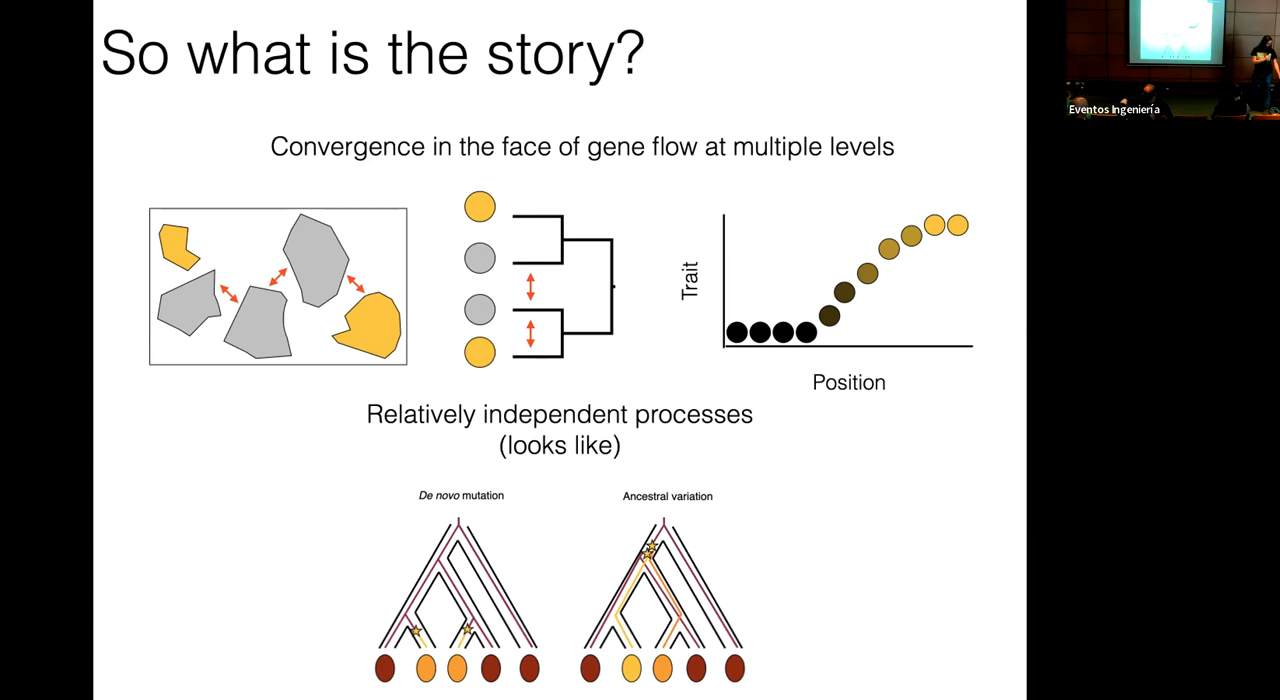 So what is the story?
Eventos Ingeniería
Convergence in the face of gene flow at multiple levels
Trait
Position
Relatively independent processes
(looks like)
De novo mutation
Ancestral variation